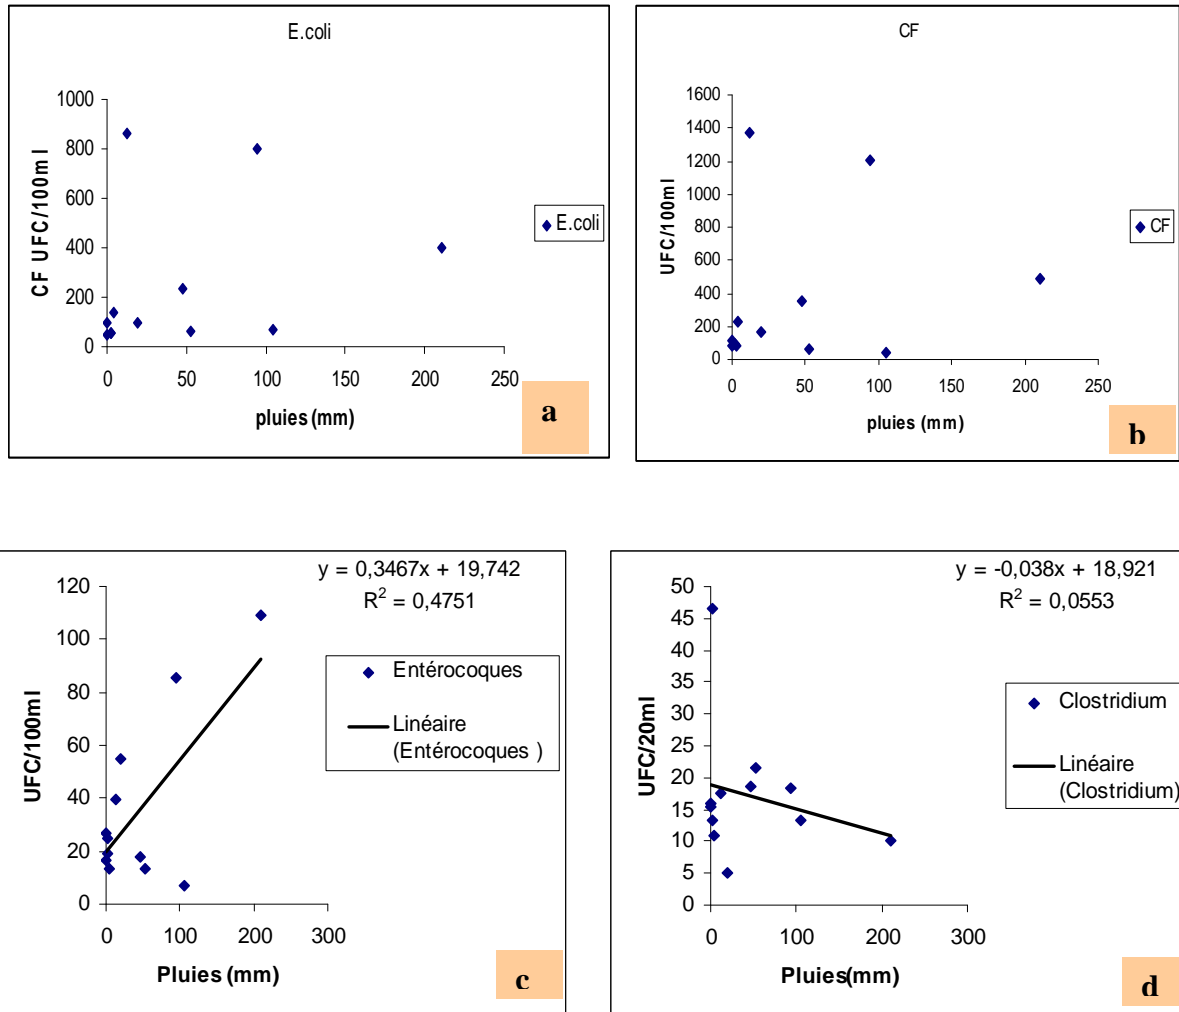 E.coli
1000
800
600
400
200
0
0 50 100 150 200 250
CF UFC/100ml
pluies (mm)
E.coli
a
CF
1600
1400
1200
1000
800
600
400
200
0
0 50 100 150 200 250
UFC/100ml
pluies (mm)
CF
b
y = 0,3467x + 19,742
R² = 0,4751
120
100
80
60
40
20
0
0 100 200 300
UFC/100ml
Pluies (mm)
Entérocoques
Linéaire
(Entérocoques )
c
y = -0,038x + 18,921
R² = 0,0553
50
45
40
35
30
25
20
15
10
5
0
0 100 200 300
UFC/20ml
Pluies(mm)
Clostridium
Linéaire
(Clostridium)
d